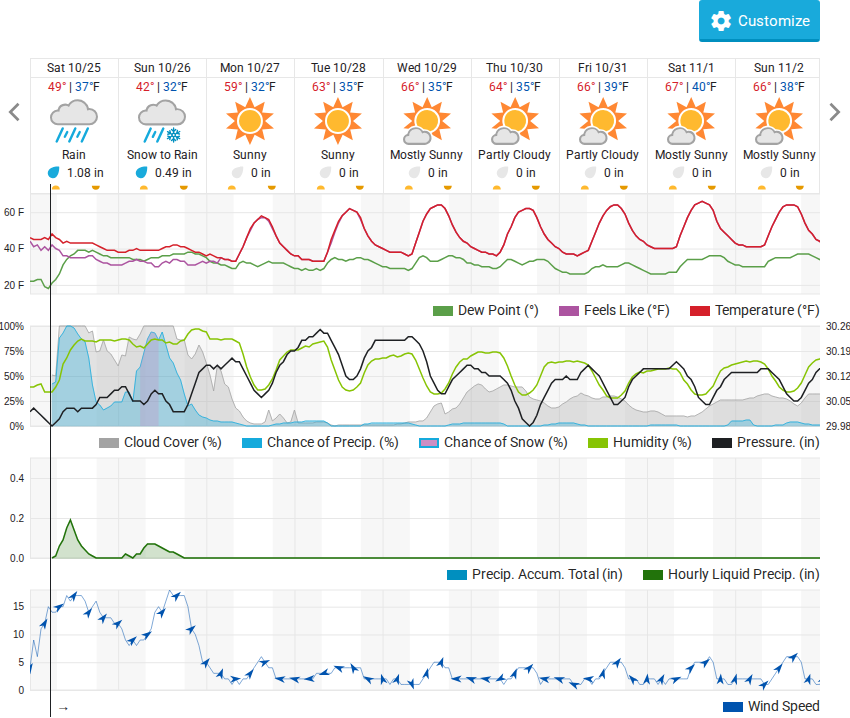 Customize
Sat 10/25 Sun 10/26 Mon 10/27 Tue 10/28 Wed 10/29 Thu 10/30 Fri 10/31 Sat 11/1 Sun 11/2
49° | 37°F 42° | 32°F 59° | 32°F 63° | 35°F 66° | 35°F 64° | 35°F 66° | 39°F 67° | 40°F 66° | 38°F
Rain Snow to Rain Sunny Sunny Mostly Sunny Partly Cloudy Partly Cloudy Mostly Sunny Mostly Sunny
1.08 in 0.49 in 0 in 0 in 0 in 0 in 0 in 0 in 0 in
60 F
40 F
20 F
Dew Point (°) Feels Like (°F) Temperature (°F)
100% 30.26
75% 30.19
50% 30.12
25% 30.05
0% 29.98
Cloud Cover (%) Chance of Precip. (%) Chance of Snow (%) Humidity (%) Pressure. (in)
0.4
0.2
0.0
Precip. Accum. Total (in) Hourly Liquid Precip. (in)
15
10
5
0
→ Wind Speed